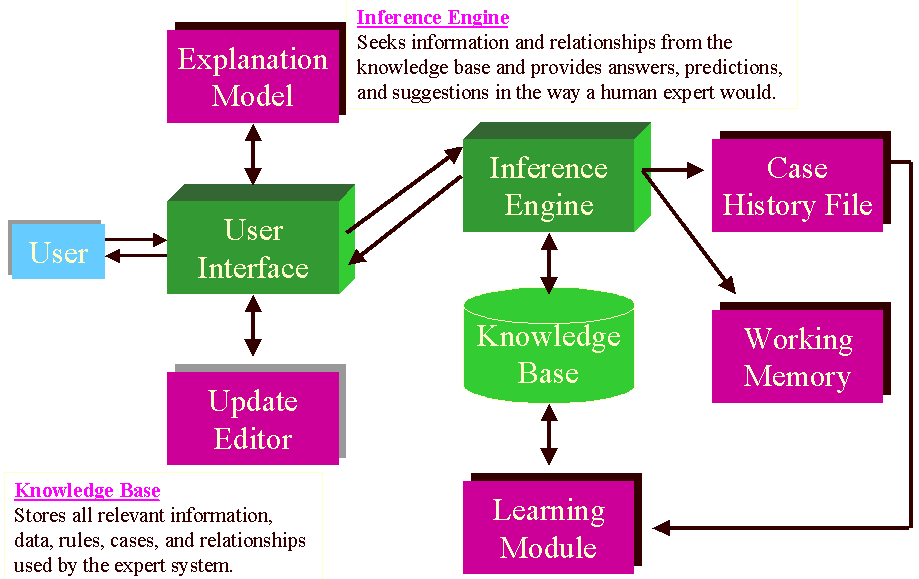 Inference Engine
Seeks information and relationships from the
knowledge base and provides answers, predictions,
and suggestions in the way a human expert would.
Explanation
Model
Inference
Engine
Case
History File
User
User
Interface
Knowledge
Base
Working
Memory
Update
Editor
Knowledge Base
Stores all relevant information,
data, rules, cases, and relationships
used by the expert system.
Learning
Module